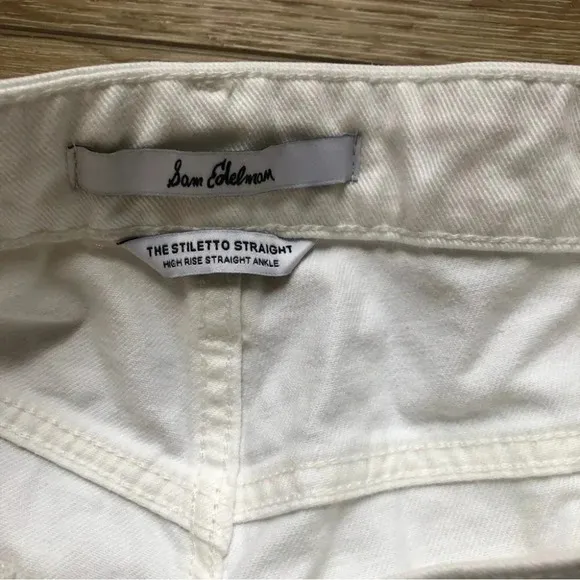 Sam Edelman
THE STILETTO STRAIGHT
HIGH RISE STRAIGHT ANKLE